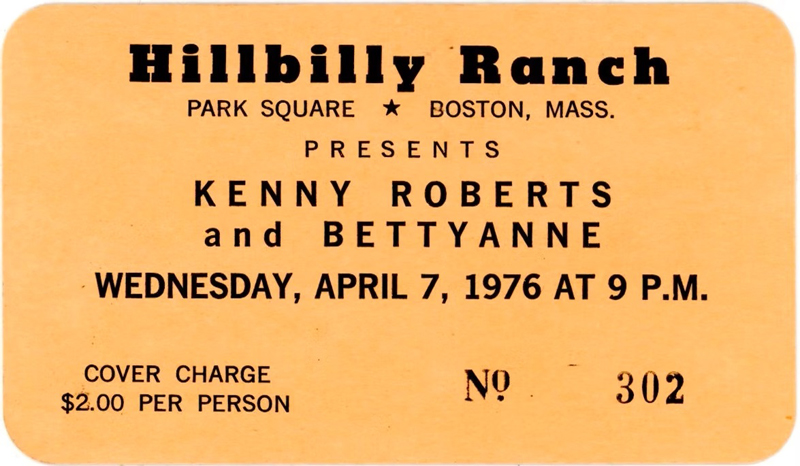 Hillbilly Ranch
PARK SQUARE ★ BOSTON, MASS.
PRESENTS
KENNY ROBERTS
and BETTYANNE
WEDNESDAY, APRIL 7, 1976 AT 9 P.M.
COVER CHARGE
$2.00 PER PERSON
Nº 302